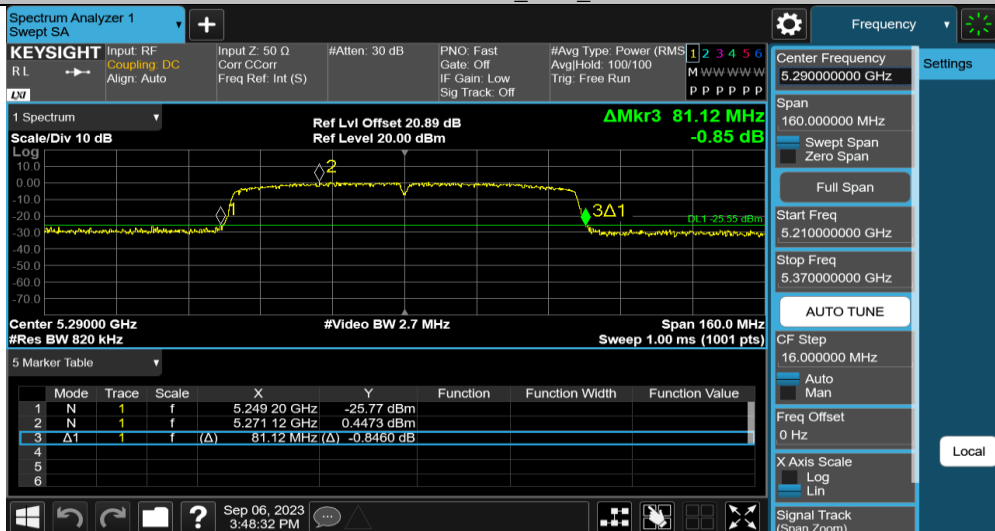 Spectrum Analyzer 1
Swept SA
+
Frequency
KEYSIGHT
RL
LXI
Input: RF
Coupling: DC
Align: Auto
Input Z: 50 Ω
Corr CCorr
Freq Ref: Int (S)
#Atten: 30 dB
PNO: Fast
Gate: Off
IF Gain: Low
Sig Track: Off
#Avg Type: Power (RMS
Avg|Hold: 100/100
Trig: Free Run
1 2 3 4 5 6
M W W W W W
P P P P P P
1 Spectrum
Scale/Div 10 dB
Ref Lvl Offset 20.89 dB
Ref Level 20.00 dBm
ΔMkr3 81.12 MHz
-0.85 dB
Log
10.0
0.00
-10.0
-20.0
-30.0
-40.0
-50.0
-60.0
-70.0
2
1
3Δ1
DL1 -25.55 dBm
Center 5.29000 GHz
#Res BW 820 kHz
#Video BW 2.7 MHz
Span 160.0 MHz
Sweep 1.00 ms (1001 pts)
5 Marker Table
Mode Trace Scale X Y Function Function Width Function Value
1 N 1 f 5.249 20 GHz -25.77 dBm
2 N 1 f 5.271 12 GHz 0.4473 dBm
3 Δ1 1 f (Δ) 81.12 MHz (Δ) -0.8460 dB
4
5
6
?
Sep 06, 2023
3:48:32 PM
Center Frequency
5.290000000 GHz
Settings
Span
160.000000 MHz
Swept Span
Zero Span
Full Span
Start Freq
5.210000000 GHz
Stop Freq
5.370000000 GHz
AUTO TUNE
CF Step
16.000000 MHz
Auto
Man
Freq Offset
0 Hz
Local
X Axis Scale
Log
Lin
Signal Track
(Span Zoom)